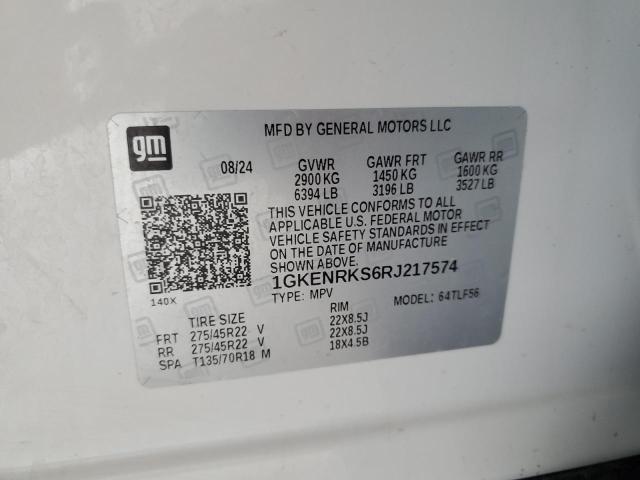 gm
MFD BY GENERAL MOTORS LLC
08/24 GVWR GAWR FRT GAWR RR
2900 KG 1450 KG 1600 KG
6394 LB 3196 LB 3527 LB
THIS VEHICLE CONFORMS TO ALL
APPLICABLE U.S. FEDERAL MOTOR
VEHICLE SAFETY STANDARDS IN EFFECT
ON THE DATE OF MANUFACTURE
SHOWN ABOVE.
1GKENRKS6RJ217574
140X
TYPE: MPV MODEL: 64TLF56
TIRE SIZE RIM
FRT 275/45R22 V 22X8.5J
RR 275/45R22 V 22X8.5J
SPA T135/70R18 M 18X4.5B